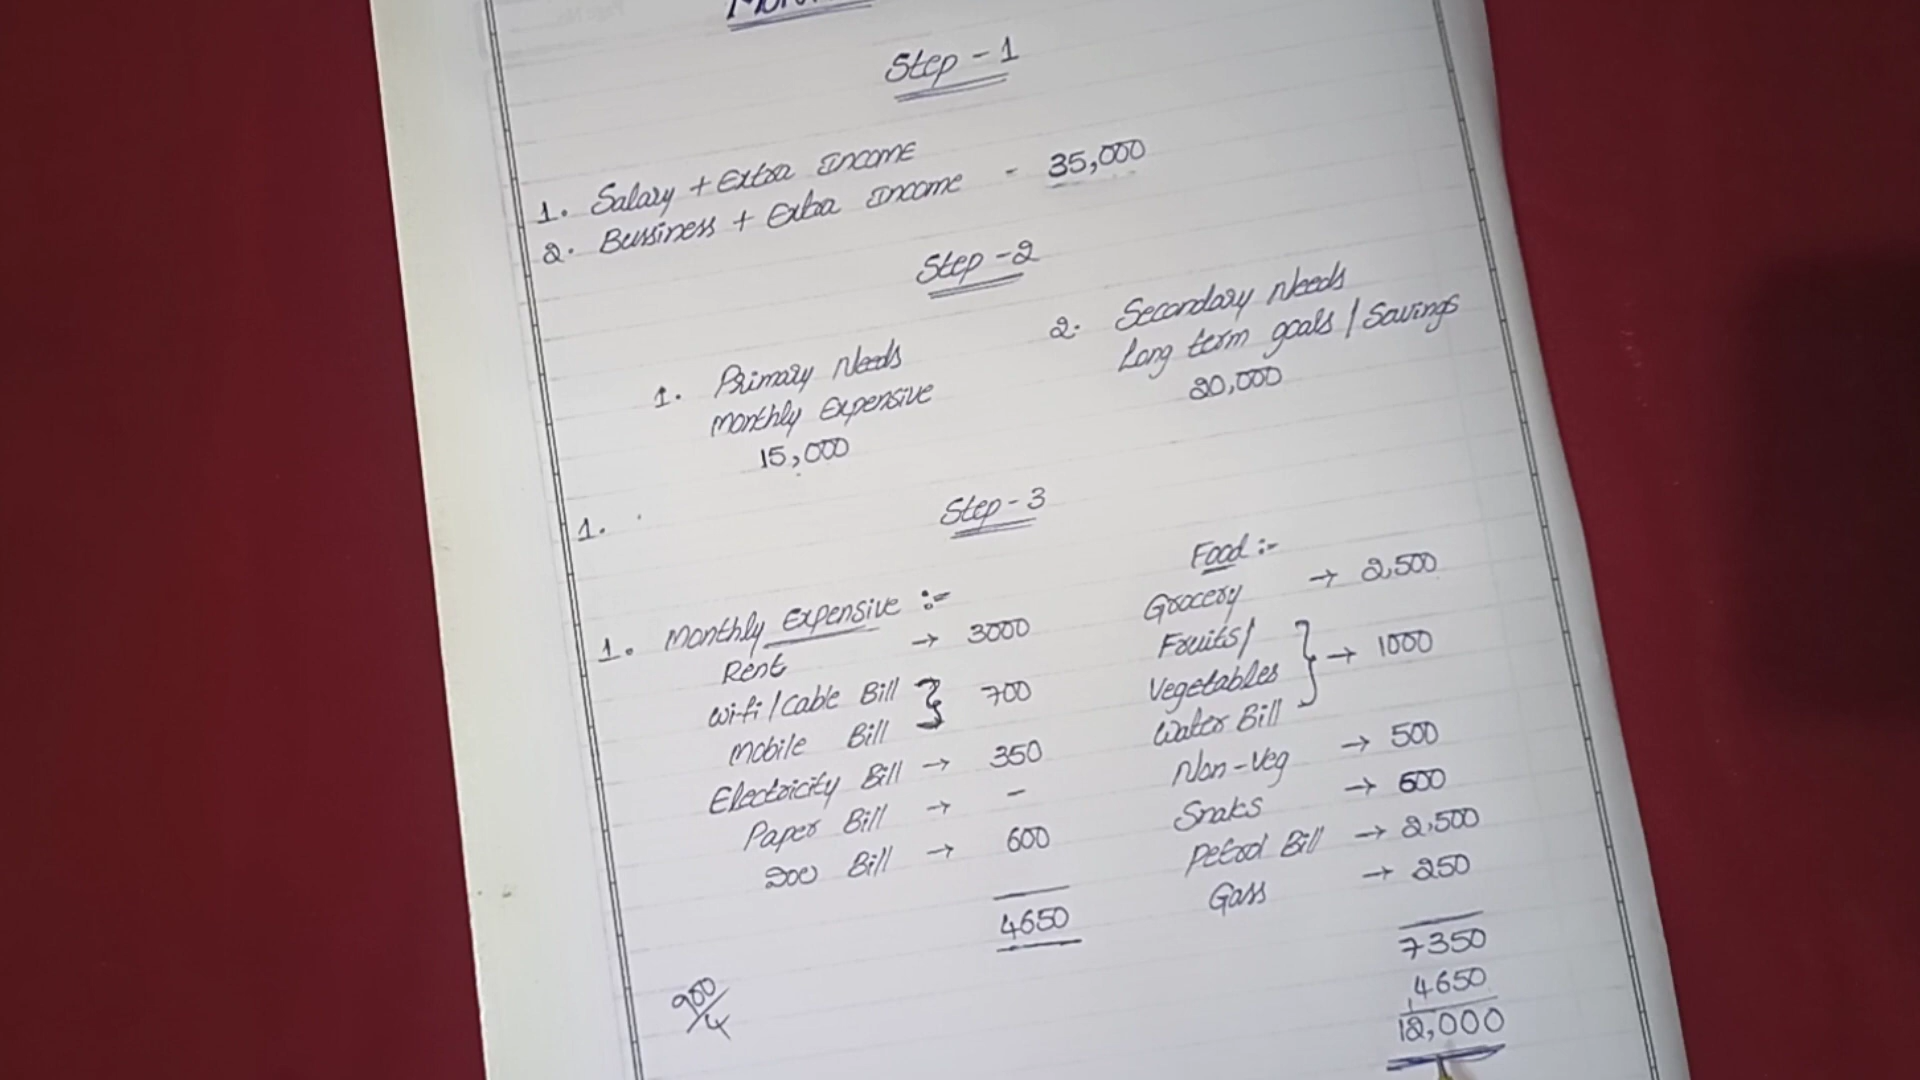 Step - 1
1. Salary + Extra Income
2. Bussiness + Extra Income - 35,000
Step - 2
1. Primary Needs
Monthly Expensive
15,000
2. Secondary Needs
Long term goals / Savings
20,000
Step - 3
1.
1. Monthly Expensive :-
Rent → 3000
Wi-fi / Cable Bill } 700
Mobile Bill
Electricity Bill → 350
Paper Bill → -
Bill → 600
4650
Food :-
Grocery → 2,500
Fruits /
Vegetables } → 1000
Water Bill
Non-Veg → 500
Snaks → 600
Petrol Bill → 2,500
Gass → 250
7350
4650
12,000
900/4